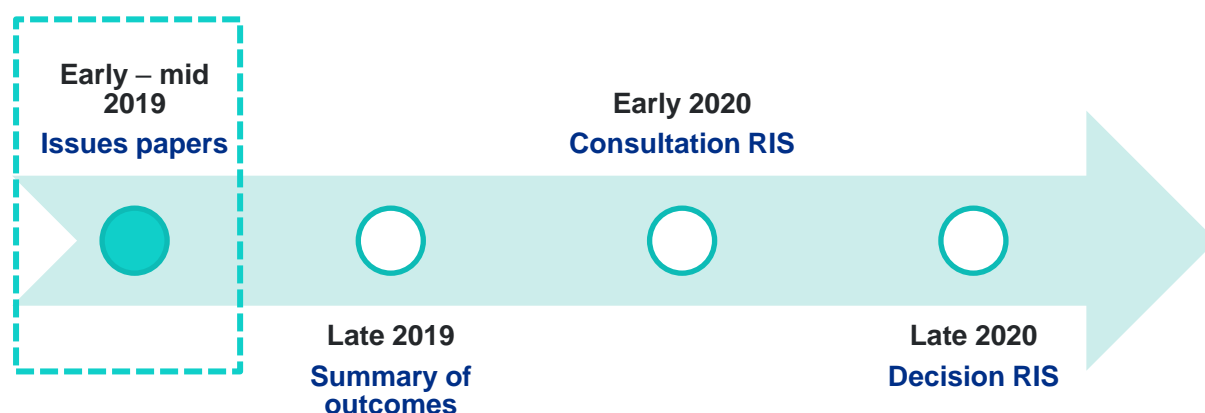 Early – mid
2019
Issues papers
Late 2019
Summary of
outcomes
Early 2020
Consultation RIS
Late 2020
Decision RIS